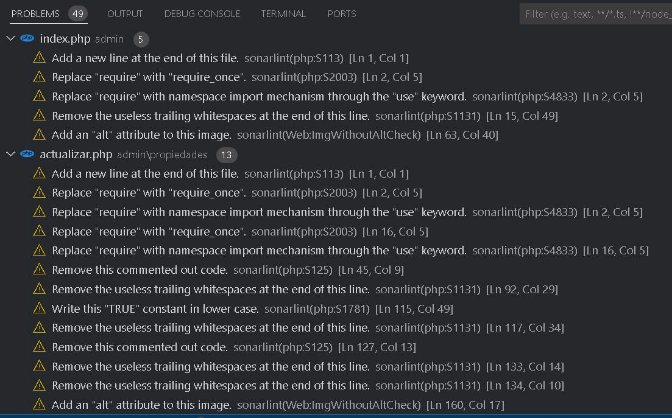 PROBLEMS 49 OUTPUT DEBUG CONSOLE TERMINAL PORTS Filter (e.g. text, **/*.ts, !**/node_
index.php admin 5
Add a new line at the end of this file. sonarlint(php:S113) [Ln 1, Col 1]
Replace "require" with "require_once". sonarlint(php:S2003) [Ln 2, Col 5]
Replace "require" with namespace import mechanism through the "use" keyword. sonarlint(php:S4833) [Ln 2, Col 5]
Remove the useless trailing whitespaces at the end of this line. sonarlint(php:S1131) [Ln 15, Col 49]
Add an "alt" attribute to this image. sonarlint(Web:ImgWithoutAltCheck) [Ln 63, Col 40]
actualizar.php admin\propiedades 13
Add a new line at the end of this file. sonarlint(php:S113) [Ln 1, Col 1]
Replace "require" with "require_once". sonarlint(php:S2003) [Ln 2, Col 5]
Replace "require" with namespace import mechanism through the "use" keyword. sonarlint(php:S4833) [Ln 2, Col 5]
Replace "require" with "require_once". sonarlint(php:S2003) [Ln 16, Col 5]
Replace "require" with namespace import mechanism through the "use" keyword. sonarlint(php:S4833) [Ln 16, Col 5]
Remove this commented out code. sonarlint(php:S125) [Ln 45, Col 9]
Remove the useless trailing whitespaces at the end of this line. sonarlint(php:S1131) [Ln 92, Col 29]
Write this "TRUE" constant in lower case. sonarlint(php:S1781) [Ln 115, Col 49]
Remove the useless trailing whitespaces at the end of this line. sonarlint(php:S1131) [Ln 117, Col 34]
Remove this commented out code. sonarlint(php:S125) [Ln 127, Col 13]
Remove the useless trailing whitespaces at the end of this line. sonarlint(php:S1131) [Ln 133, Col 14]
Remove the useless trailing whitespaces at the end of this line. sonarlint(php:S1131) [Ln 134, Col 10]
Add an "alt" attribute to this image. sonarlint(Web:ImgWithoutAltCheck) [Ln 160, Col 17]